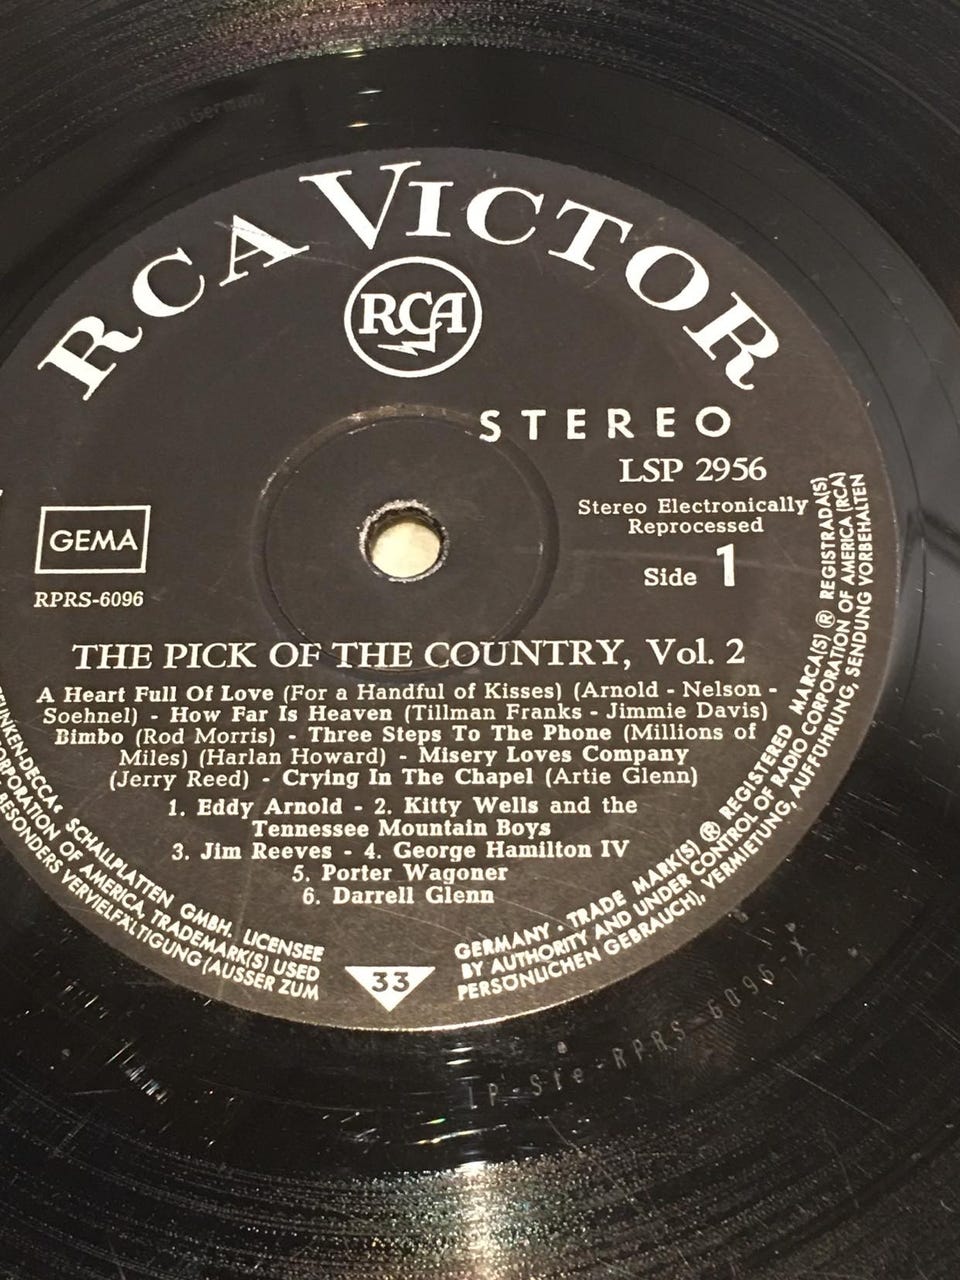 RCA VICTOR
RCA
STEREO
LSP 2956
Stereo Electronically
Reprocessed
Side 1
GEMA
RPRS-6096
THE PICK OF THE COUNTRY, Vol. 2
A Heart Full Of Love (For a Handful of Kisses) (Arnold - Nelson -
Soehnel) - How Far Is Heaven (Tillman Franks - Jimmie Davis)
Bimbo (Rod Morris) - Three Steps To The Phone (Millions of
Miles) (Harlan Howard) - Misery Loves Company
(Jerry Reed) - Crying In The Chapel (Artie Glenn)
1. Eddy Arnold - 2. Kitty Wells and the
Tennessee Mountain Boys
3. Jim Reeves - 4. George Hamilton IV
5. Porter Wagoner
6. Darrell Glenn
SCHALLPLATTEN GMBH. LICENSEE
OF AMERICA, TRADEMARK(S) USED
BESONDERS VERVIELFÄLTIGUNG (AUSSER ZUM
33
GERMANY · TRADE MARK(S) ® REGISTERED MARCA(S) ® REGISTRADA(S)
BY AUTHORITY AND UNDER CONTROL OF RADIO CORPORATION OF AMERICA (RCA)
PERSÖNLICHEN GEBRAUCH), VERMIETUNG, AUFFÜHRUNG, SENDUNG VORBEHALTEN
LP-Ste-RPRS-6096-X